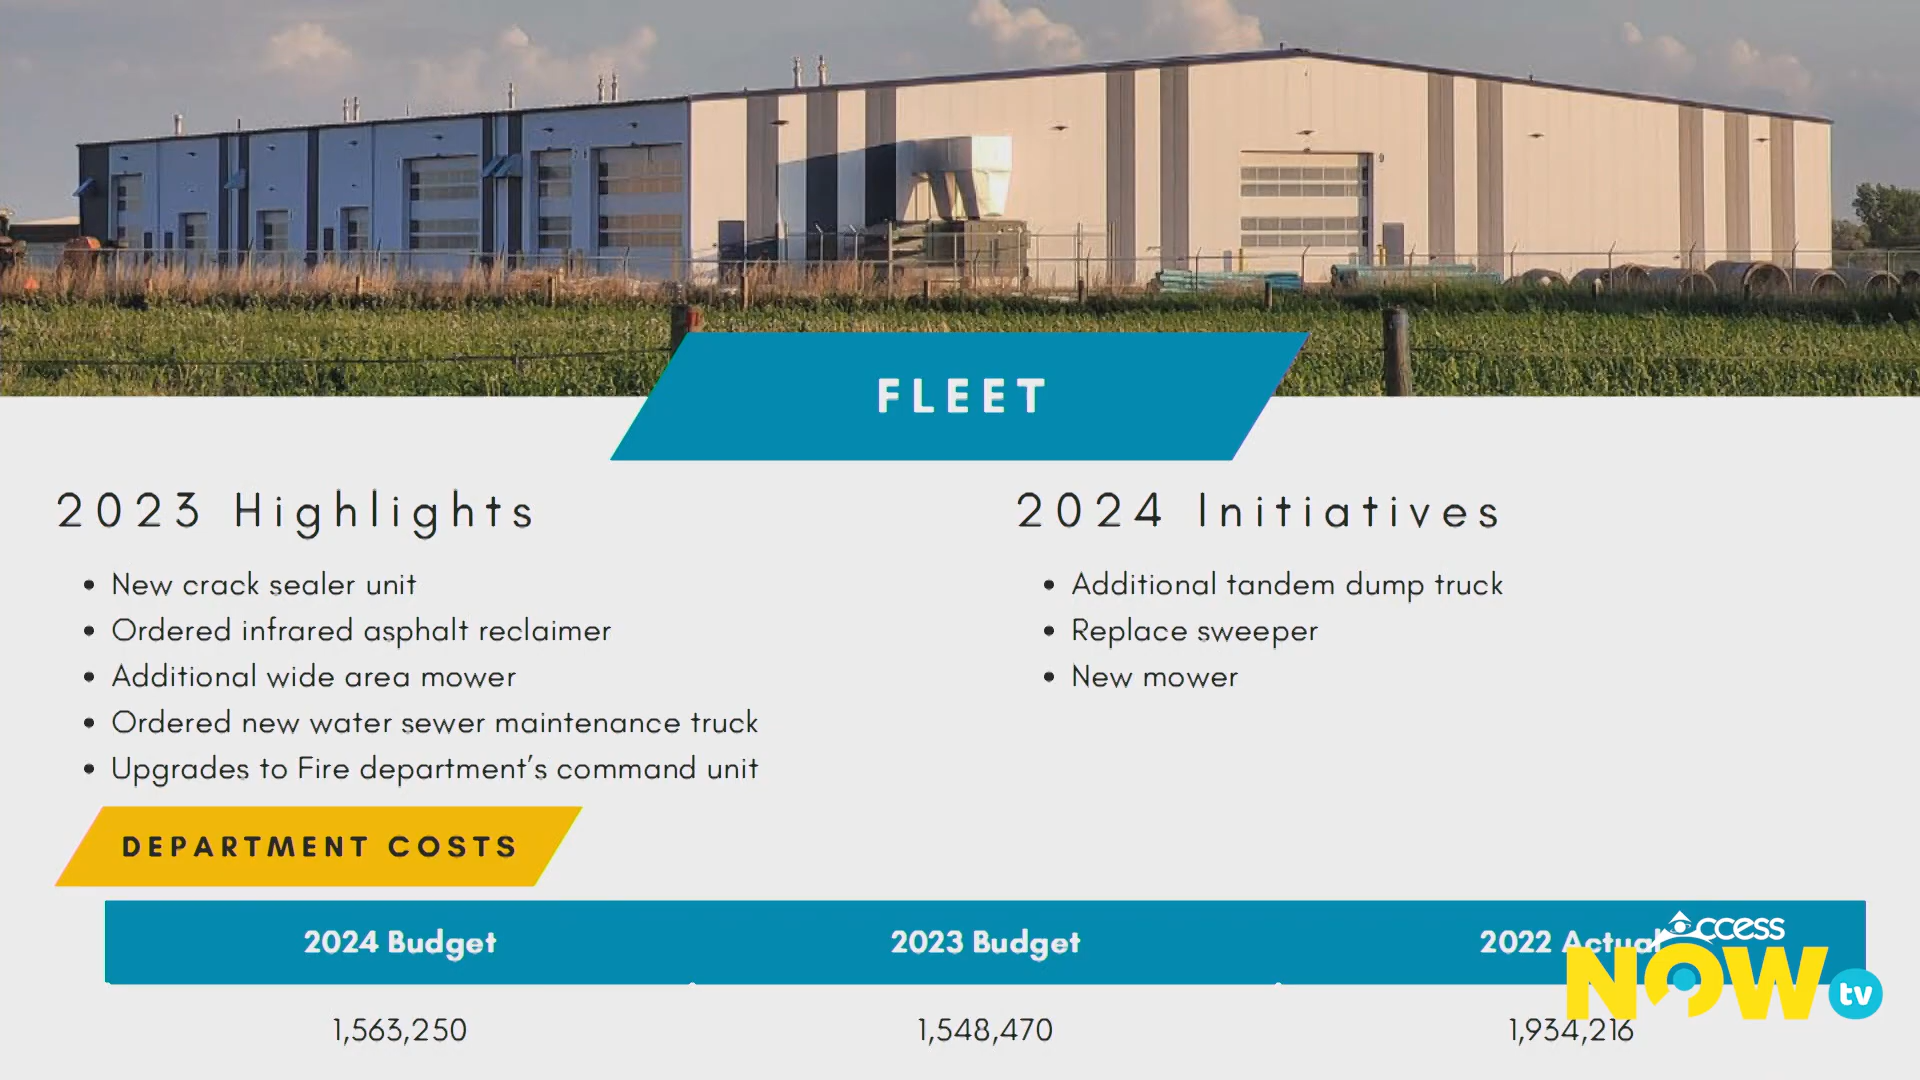 FLEET
2023 Highlights
• New crack sealer unit
• Ordered infrared asphalt reclaimer
• Additional wide area mower
• Ordered new water sewer maintenance truck
• Upgrades to Fire department's command unit
2024 Initiatives
• Additional tandem dump truck
• Replace sweeper
• New mower
DEPARTMENT COSTS
2024 Budget 2023 Budget 2022 Actual
1,563,250 1,548,470 1,934,216
Access
NOW tv